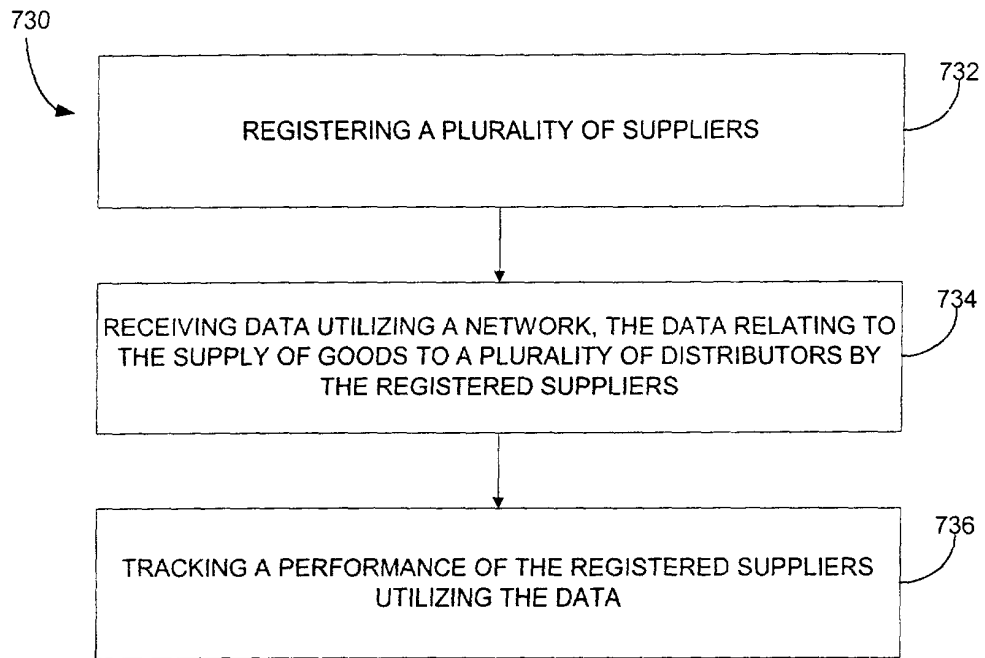 730
732
REGISTERING A PLURALITY OF SUPPLIERS
734
RECEIVING DATA UTILIZING A NETWORK, THE DATA RELATING TO
THE SUPPLY OF GOODS TO A PLURALITY OF DISTRIBUTORS BY
THE REGISTERED SUPPLIERS
736
TRACKING A PERFORMANCE OF THE REGISTERED SUPPLIERS
UTILIZING THE DATA